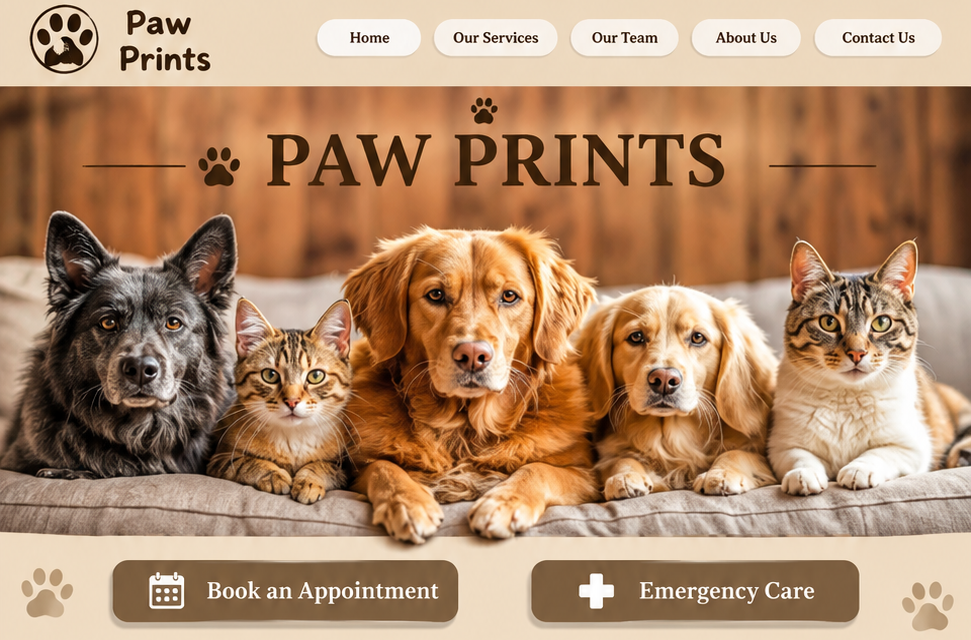 Paw
Prints
Home
Our Services
Our Team
About Us
Contact Us
PAW PRINTS
Book an Appointment
Emergency Care